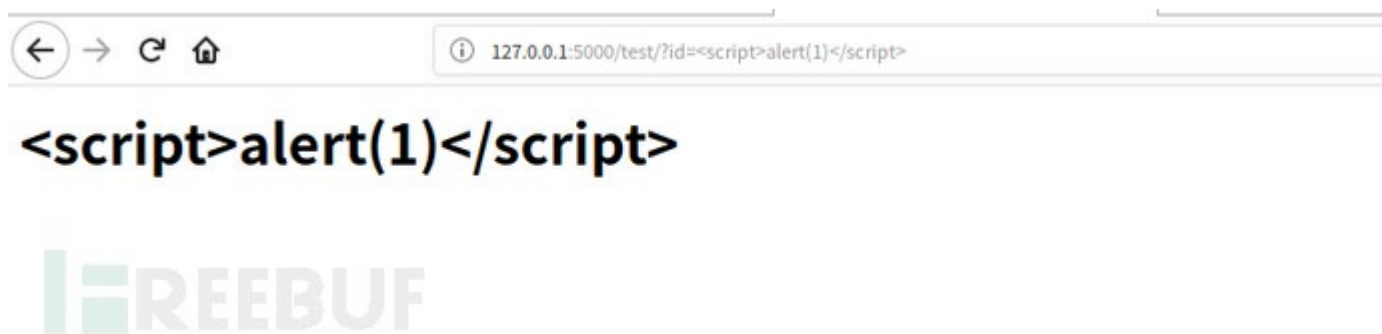 127.0.0.1:5000/test/?id=<script>alert(1)</script>
<script>alert(1)</script>
FREEBUF